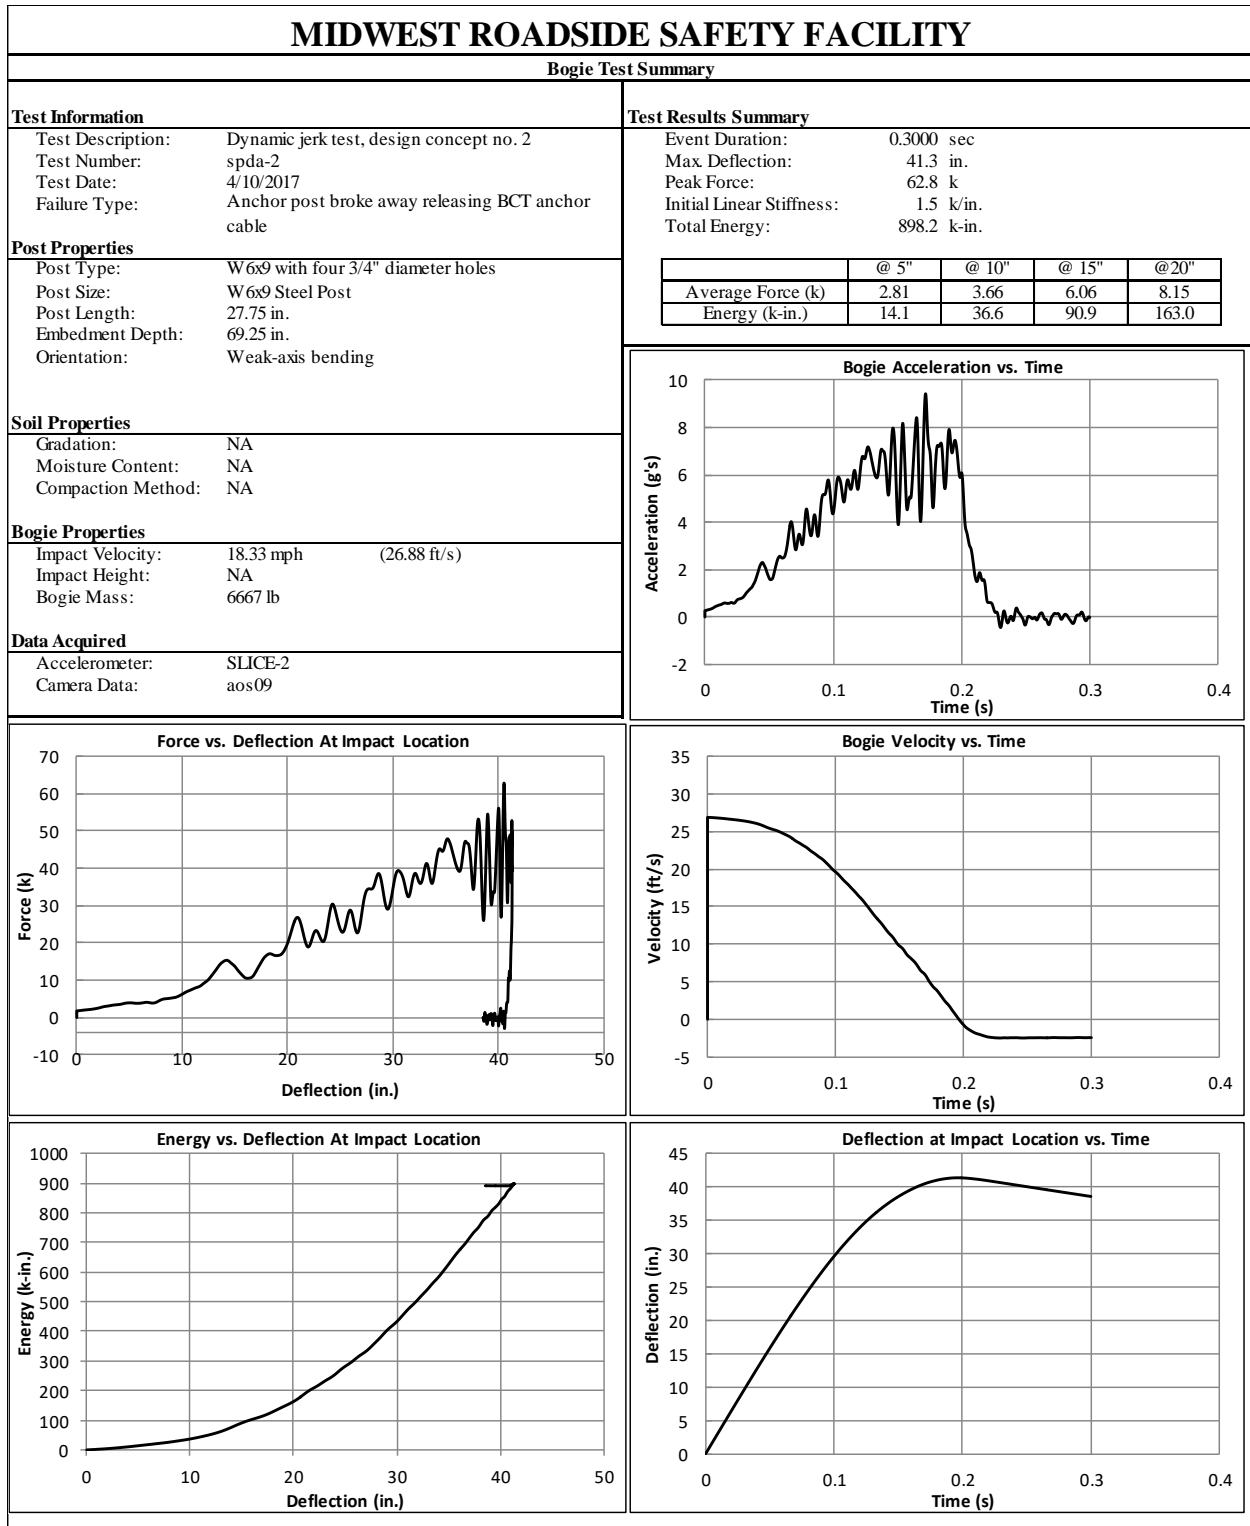 MIDWEST ROADSIDE SAFETY FACILITY
Bogie Test Summary
Test Information
Test Description: Dynamic jerk test, design concept no. 2
Test Number: spda-2
Test Date: 4/10/2017
Failure Type: Anchor post broke away releasing BCT anchor
cable
Post Properties
Post Type: W6x9 with four 3/4" diameter holes
Post Size: W6x9 Steel Post
Post Length: 27.75 in.
Embedment Depth: 69.25 in.
Orientation: Weak-axis bending
Soil Properties
Gradation: NA
Moisture Content: NA
Compaction Method: NA
Bogie Properties
Impact Velocity: 18.33 mph (26.88 ft/s)
Impact Height: NA
Bogie Mass: 6667 lb
Data Acquired
Accelerometer: SLICE-2
Camera Data: aos09
Test Results Summary
Event Duration: 0.3000 sec
Max. Deflection: 41.3 in.
Peak Force: 62.8 k
Initial Linear Stiffness: 1.5 k/in.
Total Energy: 898.2 k-in.
@ 5" @ 10" @ 15" @20"
Average Force (k) 2.81 3.66 6.06 8.15
Energy (k-in.) 14.1 36.6 90.9 163.0
Bogie Acceleration vs. Time
Acceleration (g's)
10
8
6
4
2
0
-2
0 0.1 0.2 0.3 0.4
Time (s)
Force vs. Deflection At Impact Location
Force (k)
70
60
50
40
30
20
10
0
-10
0 10 20 30 40 50
Deflection (in.)
Bogie Velocity vs. Time
Velocity (ft/s)
35
30
25
20
15
10
5
0
-5
0 0.1 0.2 0.3 0.4
Time (s)
Energy vs. Deflection At Impact Location
Energy (k-in.)
1000
900
800
700
600
500
400
300
200
100
0
0 10 20 30 40 50
Deflection (in.)
Deflection at Impact Location vs. Time
Deflection (in.)
45
40
35
30
25
20
15
10
5
0
0 0.1 0.2 0.3 0.4
Time (s)